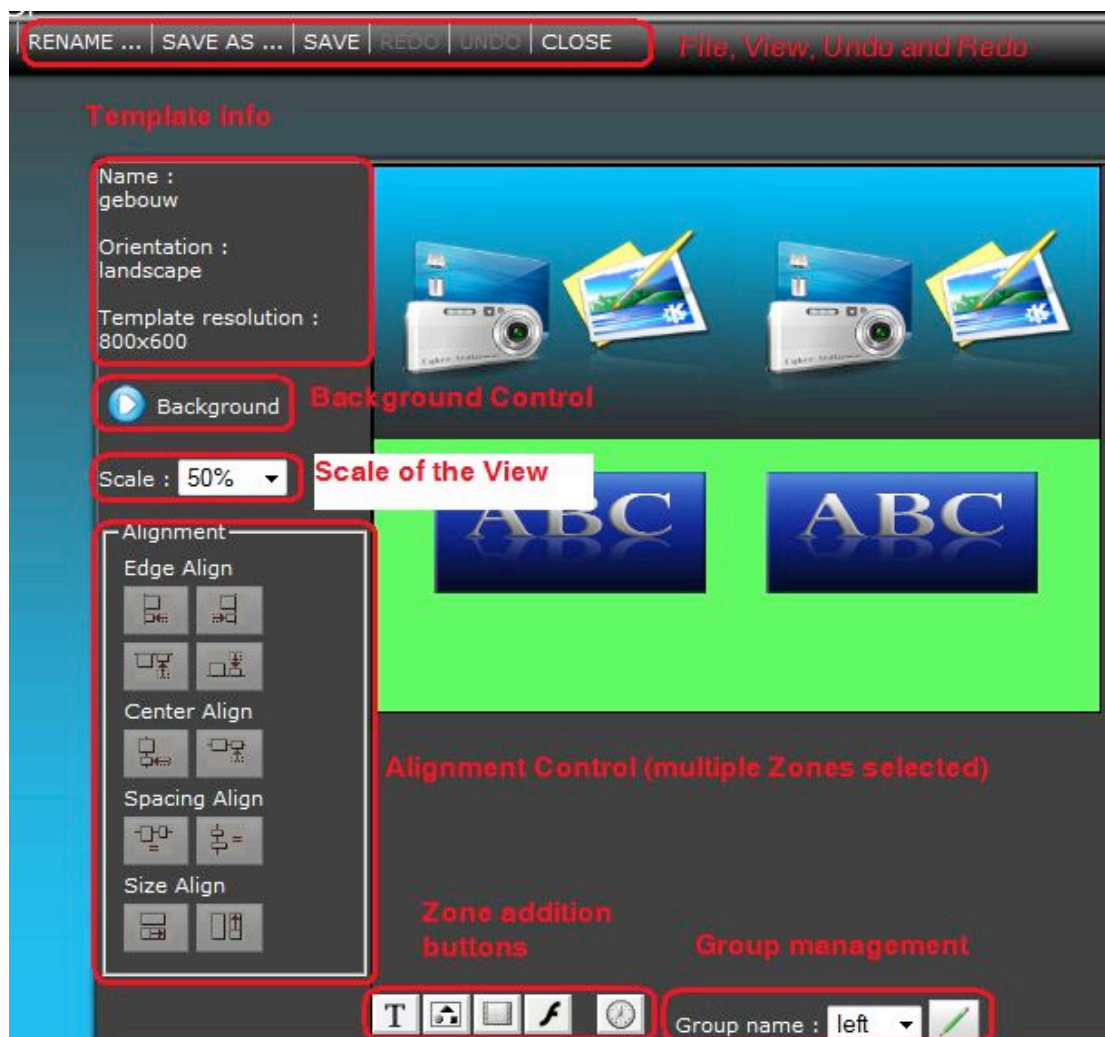 RENAME ... | SAVE AS ... | SAVE | REDO | UNDO | CLOSE
File, View, Undo and Redo
Template info
Name :
gebouw
Orientation :
landscape
Template resolution :
800x600
Background
Background Control
Scale : 50%
Scale of the View
ABC
ABC
Alignment
Edge Align
Center Align
Alignment Control (multiple Zones selected)
Spacing Align
Size Align
Zone addition
buttons
Group management
T
Group name : left